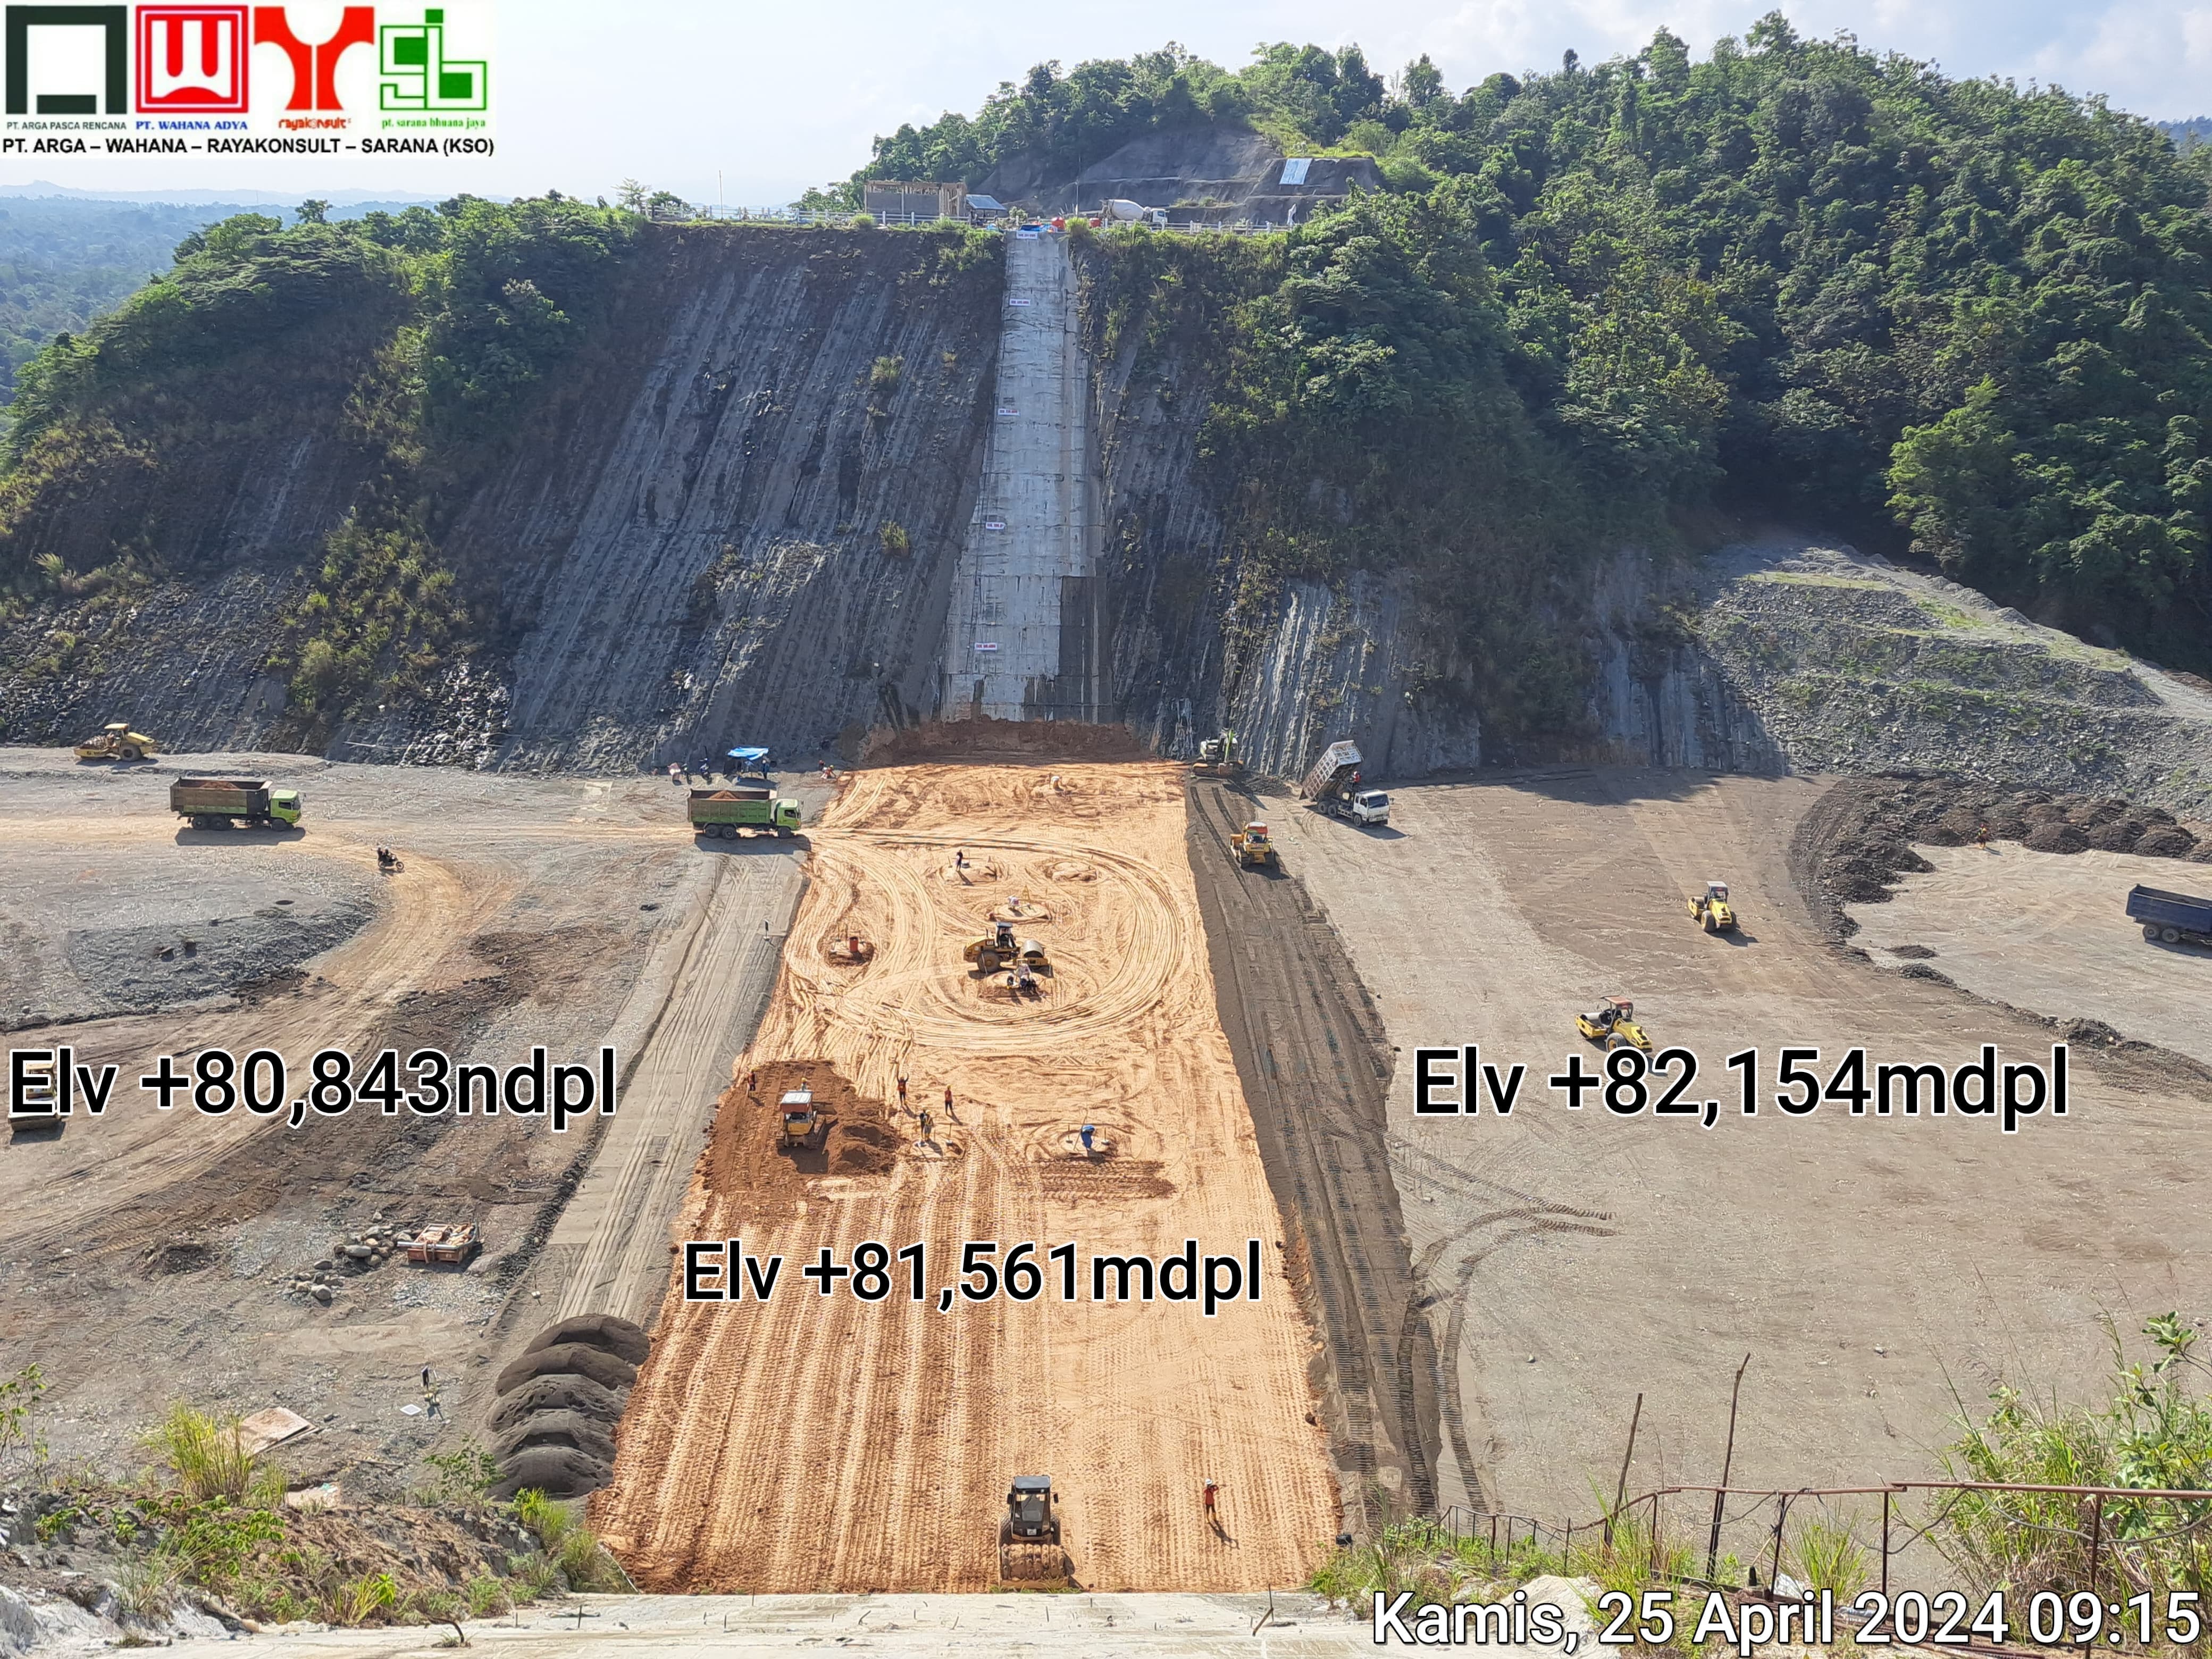 PT. ARGA PASCA RENCANA
PT. WAHANA ADYA
rayakonsult
pt. sarana bhuana jaya
PT. ARGA – WAHANA – RAYAKONSULT – SARANA (KSO)
Elv +80,843ndpl
Elv +82,154mdpl
Elv +81,561mdpl
Kamis, 25 April 2024 09:15